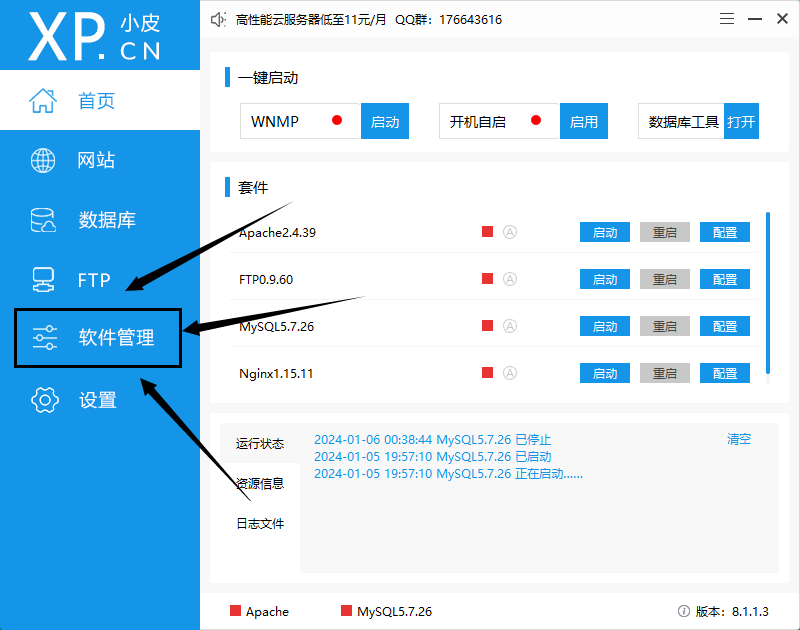 XP.CN 小皮
高性能云服务器低至11元/月 QQ群：176643616
首页
网站
数据库
FTP
软件管理
设置
一键启动
WNMP 启动
开机自启 启用
数据库工具 打开
套件
Apache2.4.39 A 启动 重启 配置
FTP0.9.60 A 启动 重启 配置
MySQL5.7.26 A 启动 重启 配置
Nginx1.15.11 A 启动 重启 配置
运行状态
资源信息
日志文件
2024-01-06 00:38:44 MySQL5.7.26 已停止
2024-01-05 19:57:10 MySQL5.7.26 已启动
2024-01-05 19:57:10 MySQL5.7.26 正在启动......
清空
Apache
MySQL5.7.26
版本：8.1.1.3